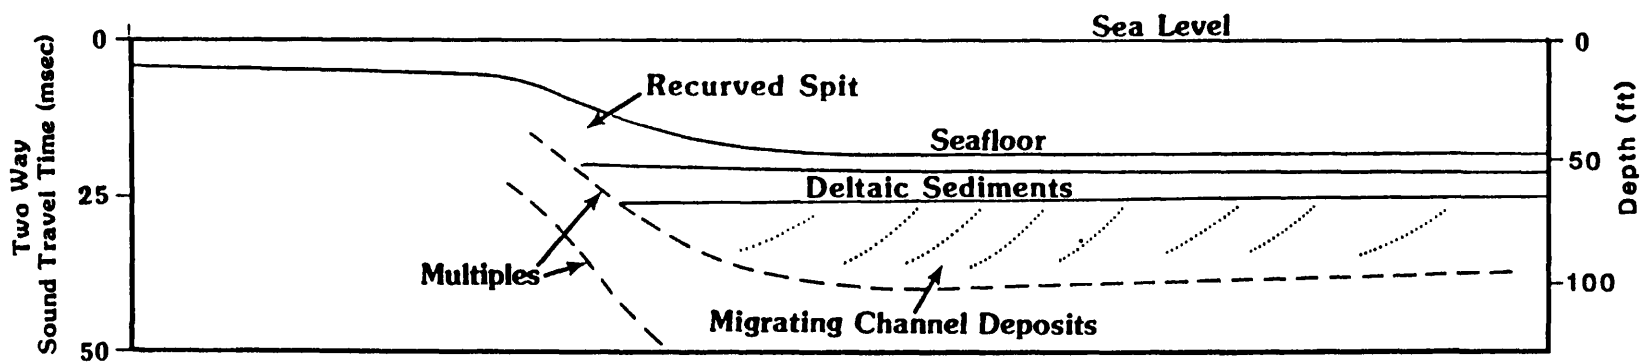 Sea Level
0
0
Recurved Spit
Seafloor
50
Deltaic Sediments
25
Multiples
100
Migrating Channel Deposits
50
Two Way
Sound Travel Time (msec)
Depth (ft)